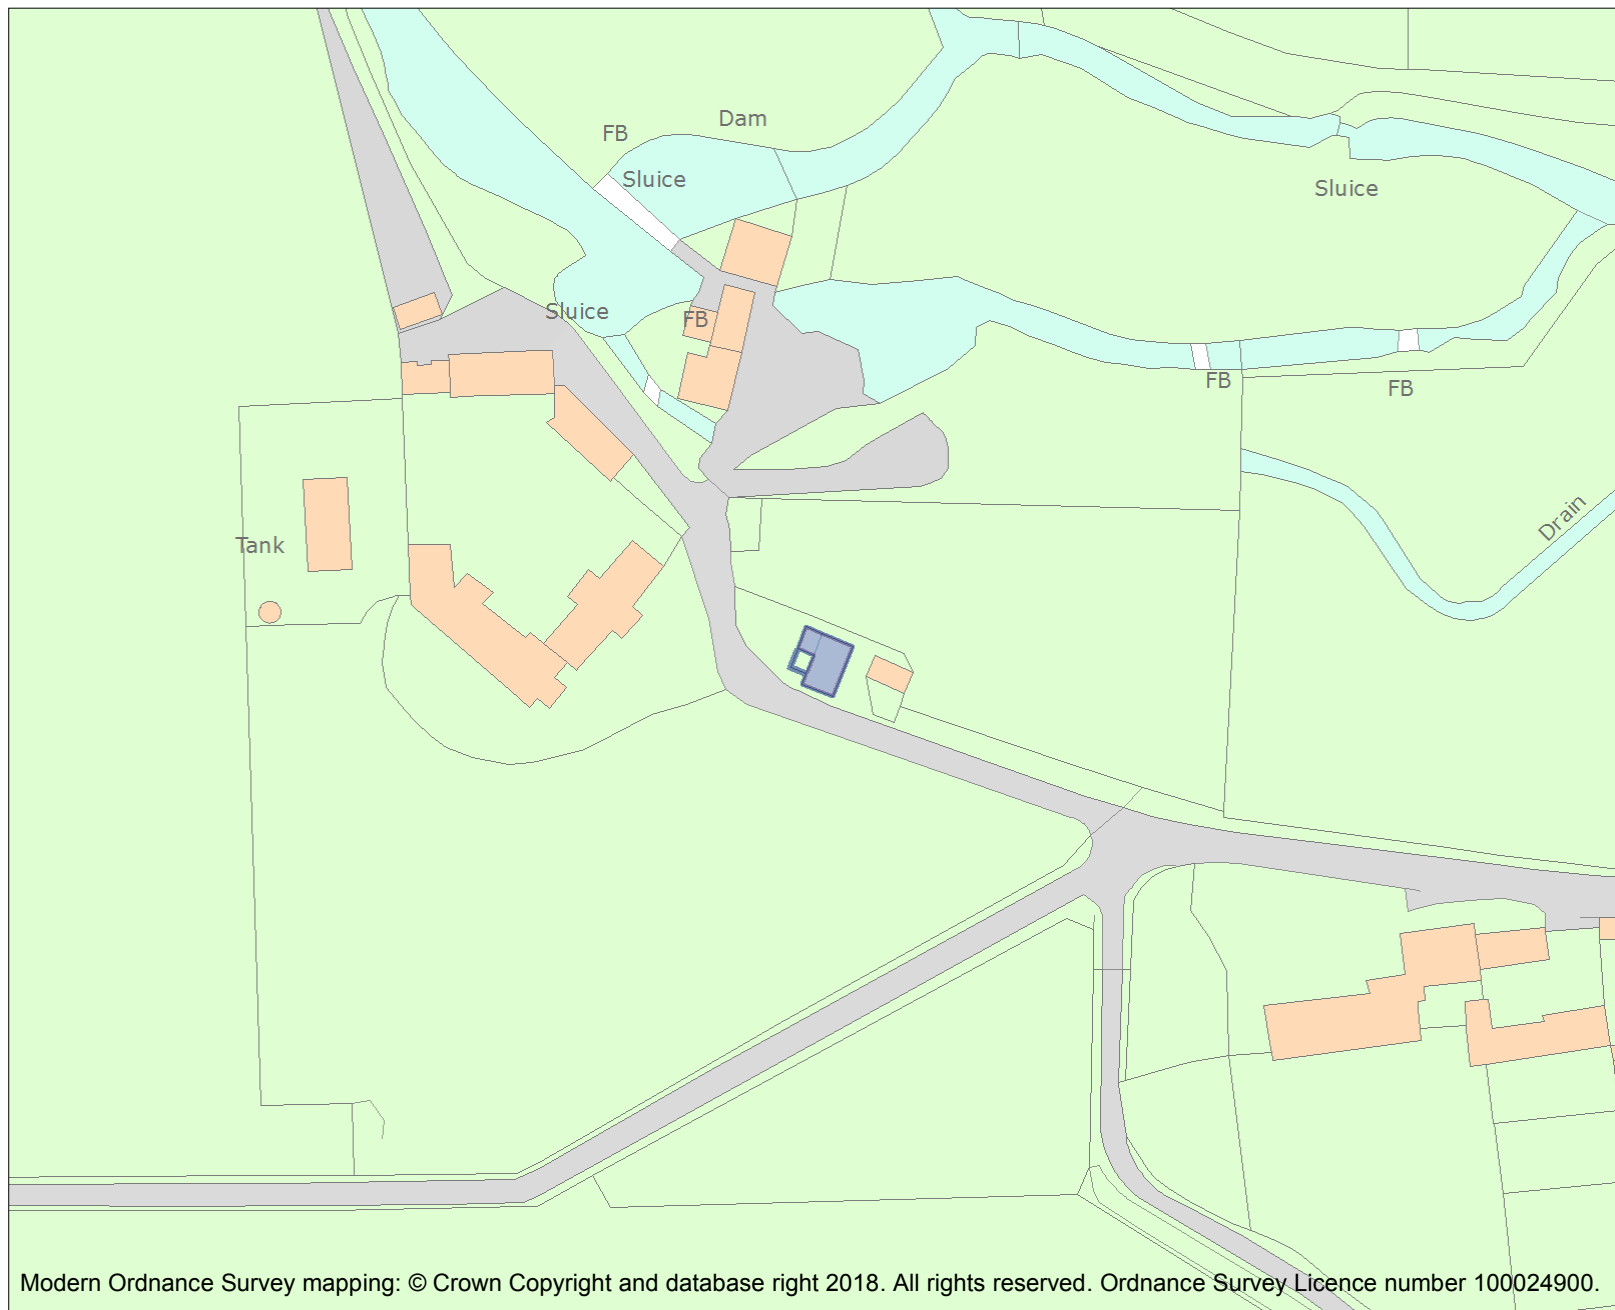 Dam
FB
Sluice
Sluice
Sluice
FB
FB
FB
Drain
Tank
Modern Ordnance Survey mapping: © Crown Copyright and database right 2018. All rights reserved. Ordnance Survey Licence number 100024900.